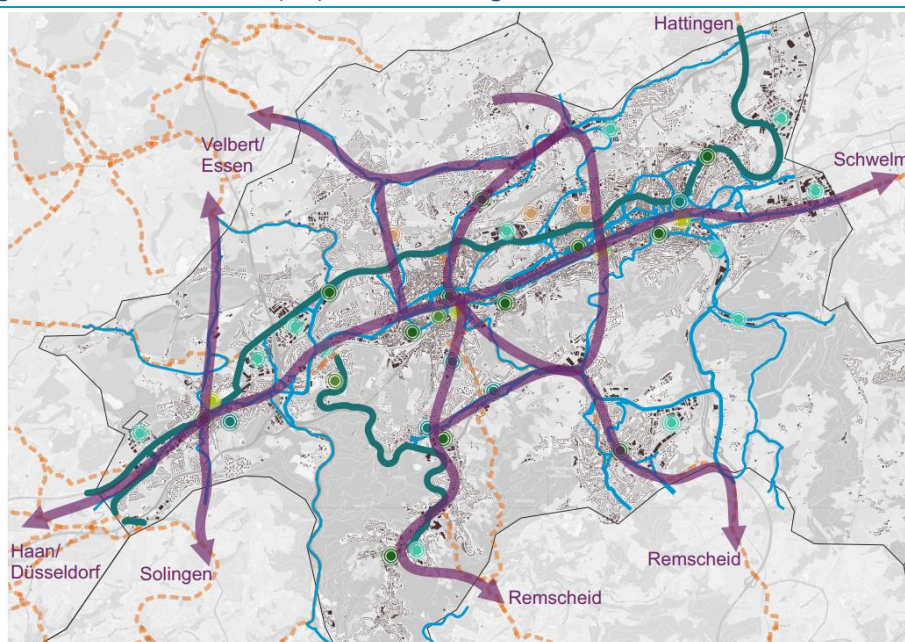 Hattingen
Velbert/
Essen
Schwelm
Haan/
Düsseldorf
Solingen
Remscheid
Remscheid